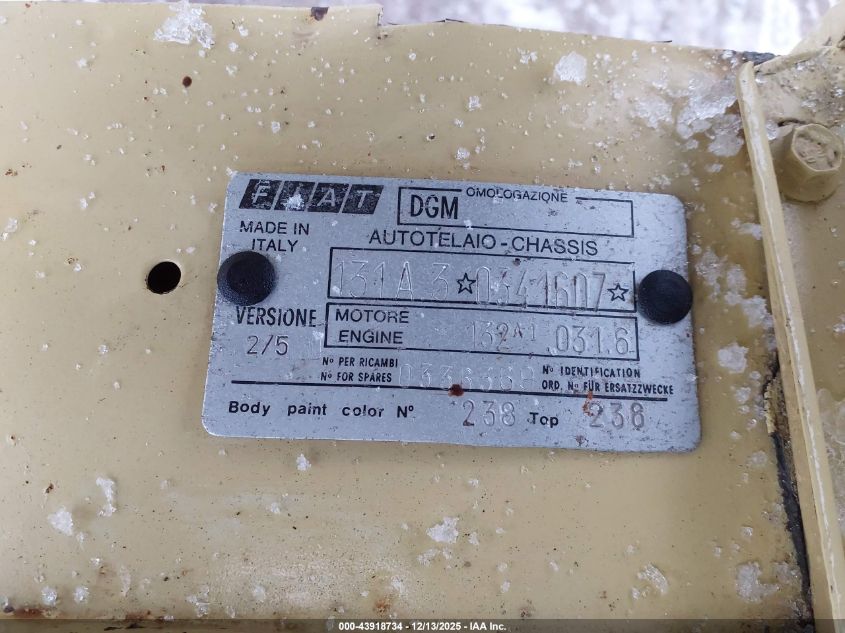 FIAT
DGM OMOLOGAZIONE
MADE IN ITALY
AUTOTELAIO-CHASSIS
131A 3☆0341607☆
VERSIONE
2/5
MOTORE
ENGINE 132A1 031.6
Nº PER RICAMBI
Nº FOR SPARES
Nº IDENTIFICATION
ORD. Nº FÜR ERSATZZWECKE
Body paint color Nº 238 Top 238
000-43918734 - 12/13/2025 - IAA Inc.